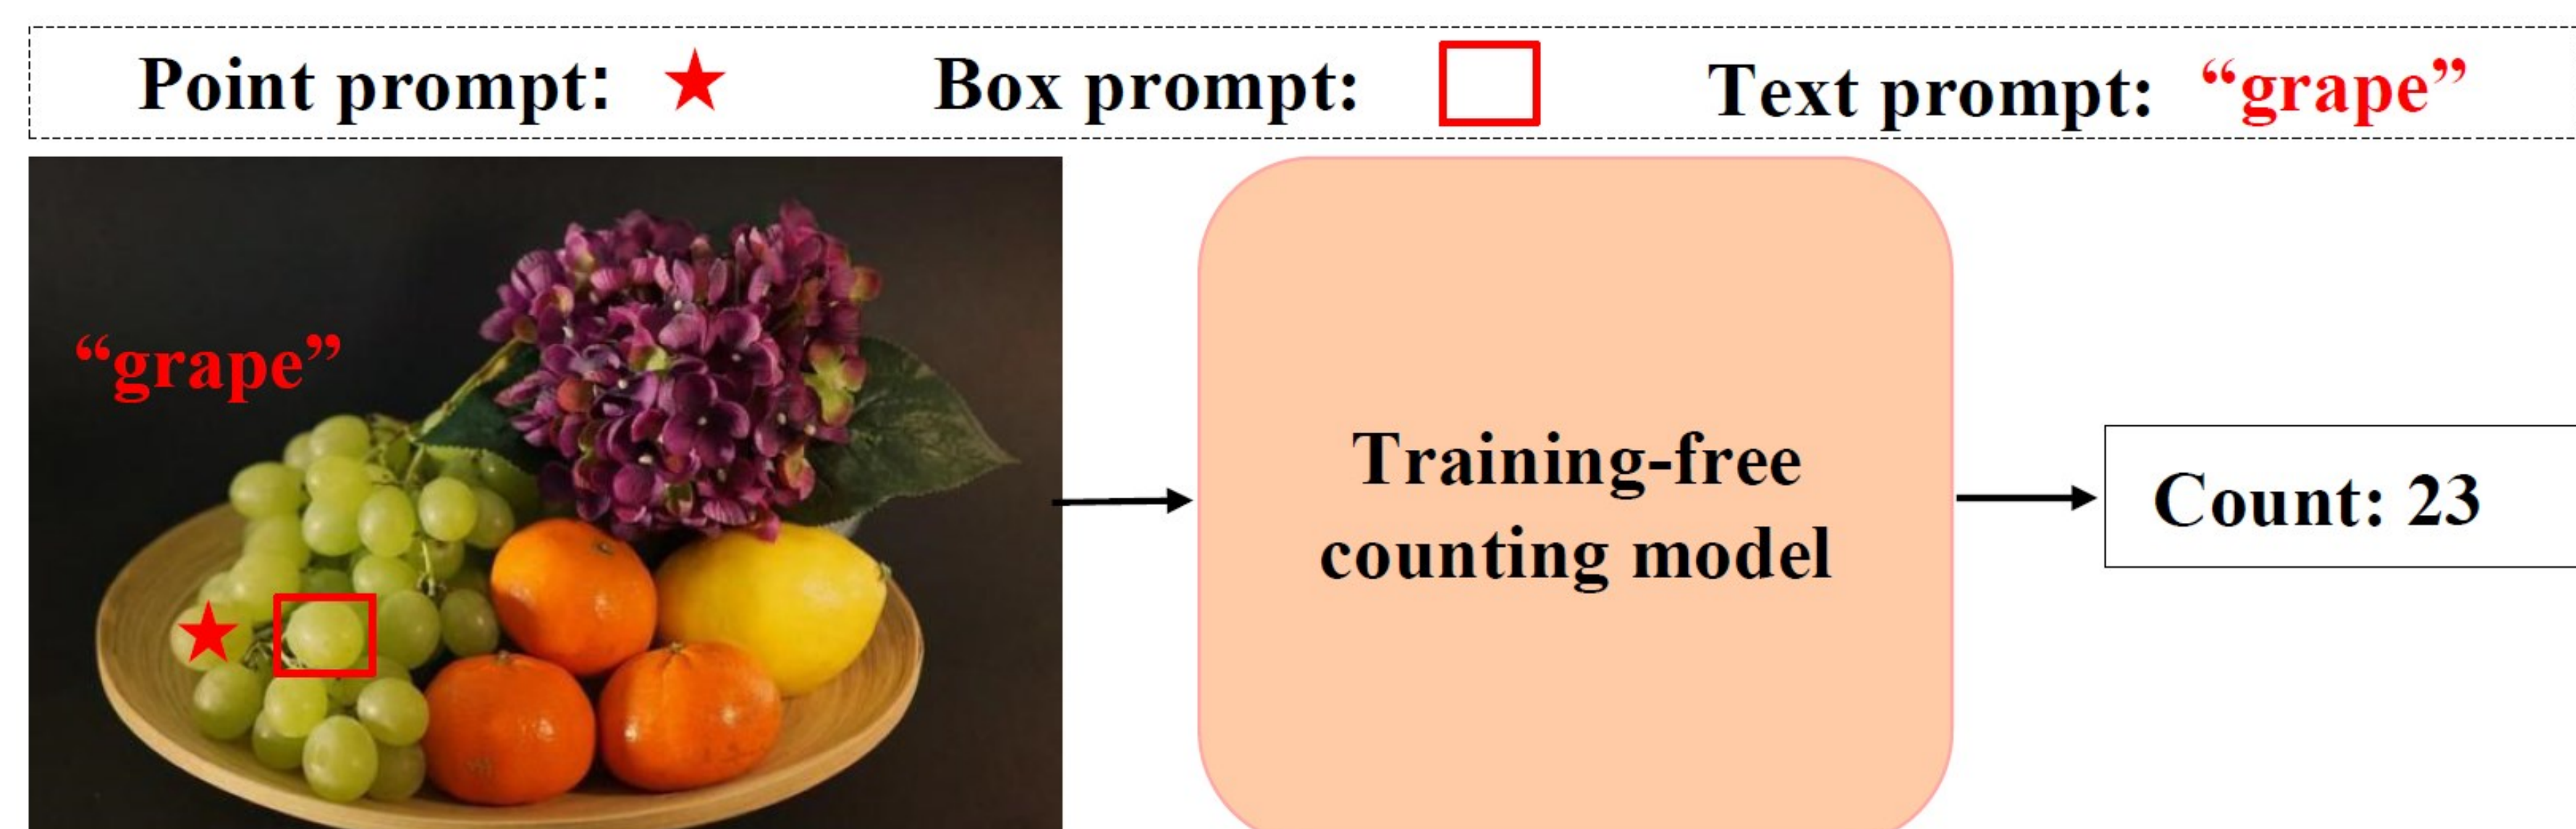 Point prompt: Box prompt: Text prompt: “grape”
“grape”
Training-free
counting model
Count: 23